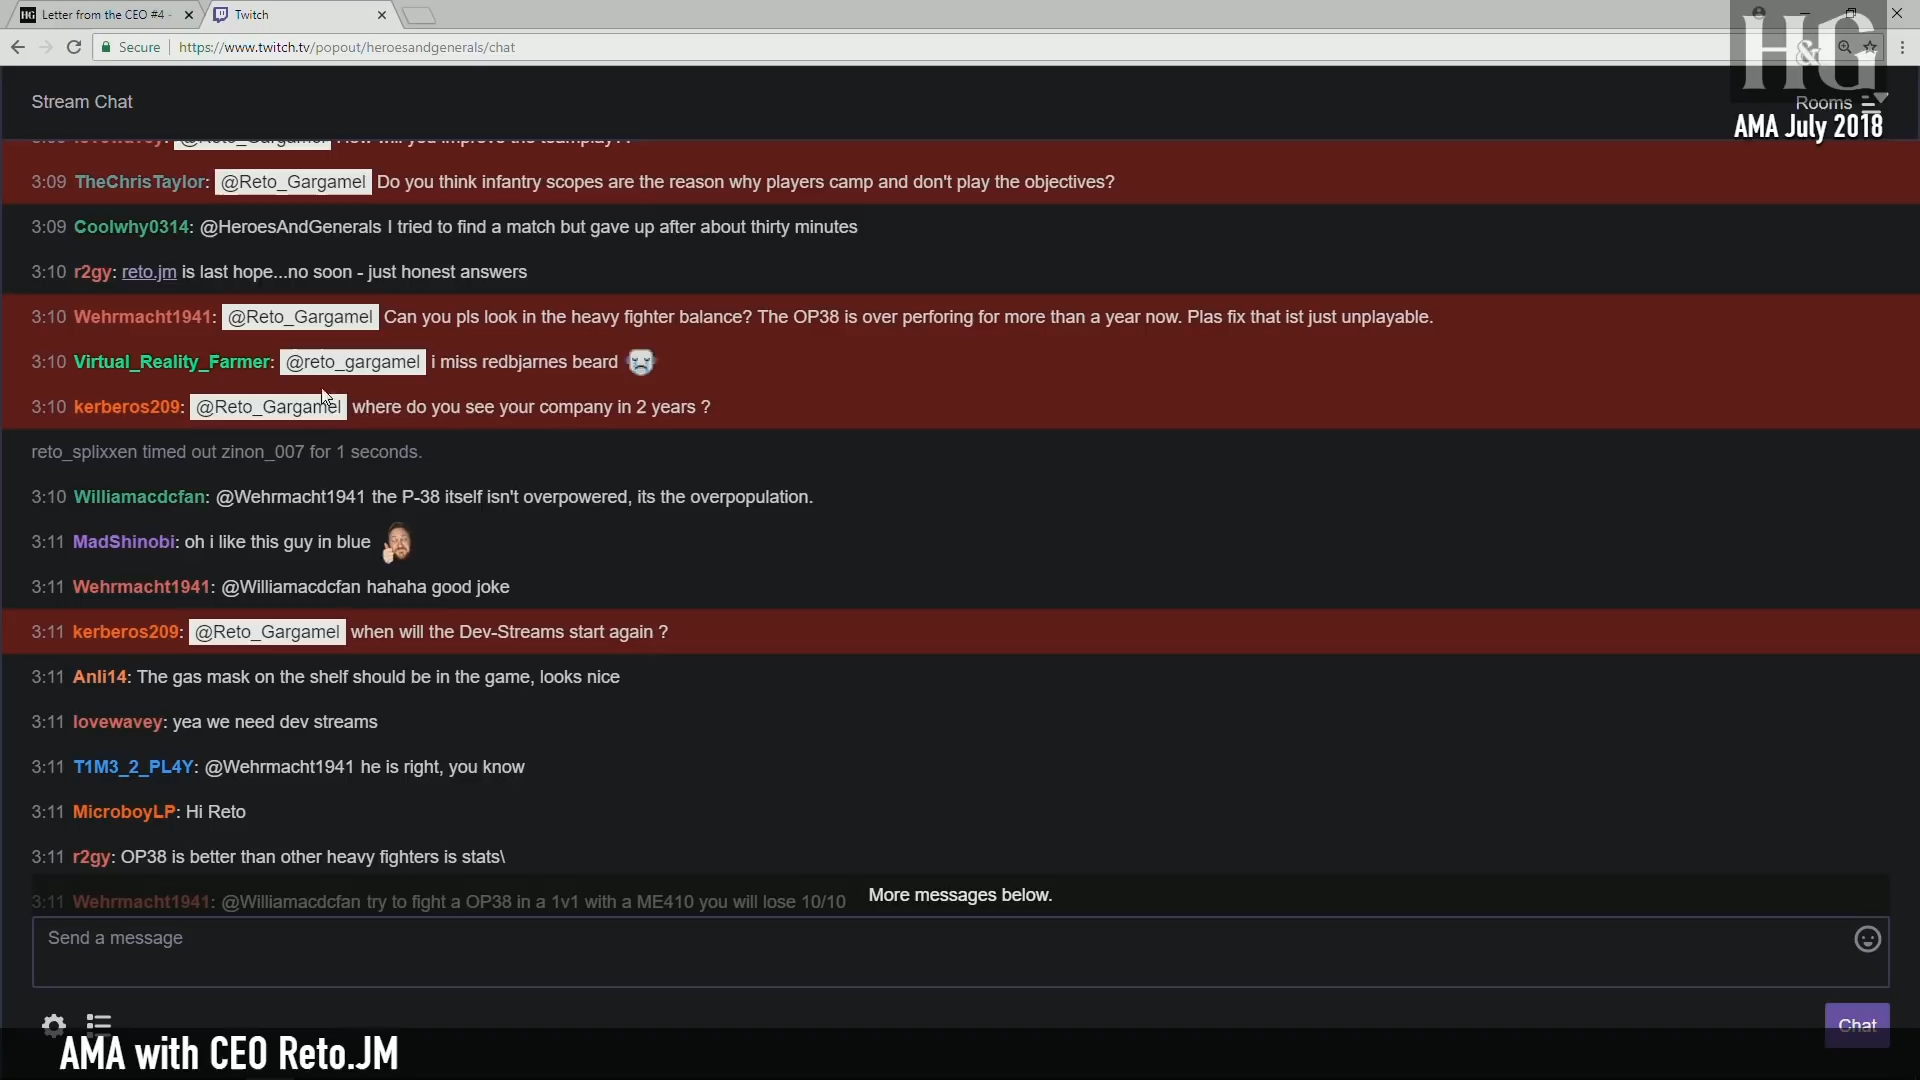 Letter from the CEO #4 -
Twitch
Secure
https://www.twitch.tv/popout/heroesandgenerals/chat
H&G
Stream Chat
Rooms
AMA July 2018
3:09 TheChrisTaylor: @Reto_Gargamel Do you think infantry scopes are the reason why players camp and don't play the objectives?
3:09 Coolwhy0314: @HeroesAndGenerals I tried to find a match but gave up after about thirty minutes
3:10 r2gy: reto.jm is last hope...no soon - just honest answers
3:10 Wehrmacht1941: @Reto_Gargamel Can you pls look in the heavy fighter balance? The OP38 is over perforing for more than a year now. Plas fix that ist just unplayable.
3:10 Virtual_Reality_Farmer: @reto_gargamel i miss redbjarnes beard
3:10 kerberos209: @Reto_Gargamel where do you see your company in 2 years ?
reto_splixxen timed out zinon_007 for 1 seconds.
3:10 Williamacdcfan: @Wehrmacht1941 the P-38 itself isn't overpowered, its the overpopulation.
3:11 MadShinobi: oh i like this guy in blue
3:11 Wehrmacht1941: @Williamacdcfan hahaha good joke
3:11 kerberos209: @Reto_Gargamel when will the Dev-Streams start again ?
3:11 Anli14: The gas mask on the shelf should be in the game, looks nice
3:11 lovewavey: yea we need dev streams
3:11 T1M3_2_PL4Y: @Wehrmacht1941 he is right, you know
3:11 MicroboyLP: Hi Reto
3:11 r2gy: OP38 is better than other heavy fighters is stats\
3:11 Wehrmacht1941: @Williamacdcfan try to fight a OP38 in a 1v1 with a ME410 you will lose 10/10
More messages below.
Send a message
Chat
AMA with CEO Reto.JM